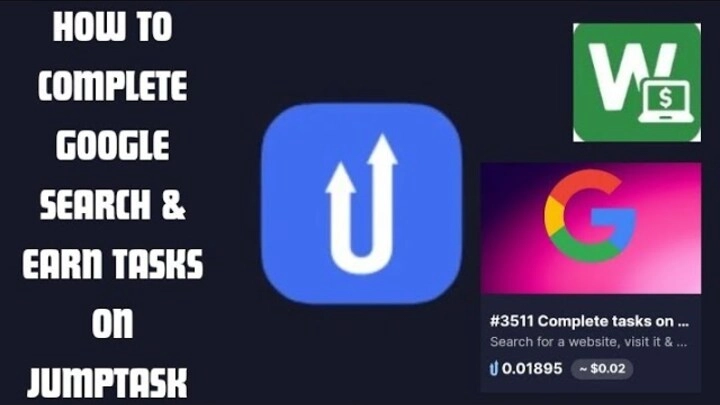 HOW TO
COMPLETE
GOOGLE
SEARCH &
EARN TASKS
ON
JUMPTASK
W
$
G
#3511 Complete tasks on ...
Search for a website, visit it & ...
0.01895 ~ $0.02